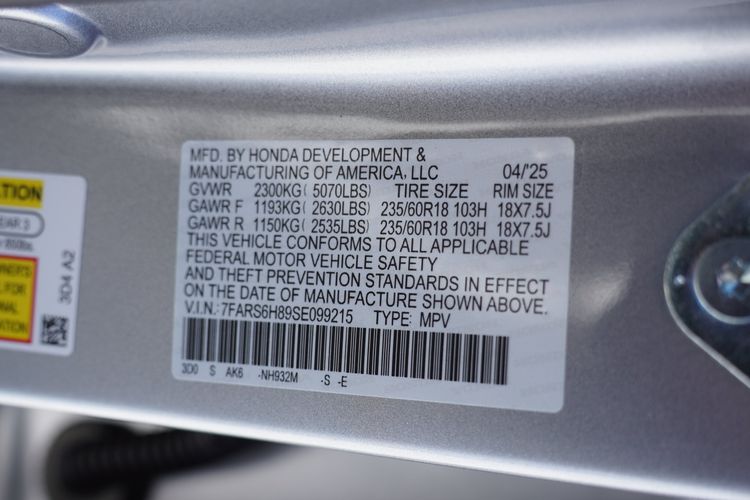 MFD. BY HONDA DEVELOPMENT &
MANUFACTURING OF AMERICA, LLC 04/'25
GVWR 2300KG ( 5070LBS) TIRE SIZE RIM SIZE
GAWR F 1193KG ( 2630LBS) 235/60R18 103H 18X7.5J
GAWR R 1150KG ( 2535LBS) 235/60R18 103H 18X7.5J
THIS VEHICLE CONFORMS TO ALL APPLICABLE
FEDERAL MOTOR VEHICLE SAFETY
AND THEFT PREVENTION STANDARDS IN EFFECT
ON THE DATE OF MANUFACTURE SHOWN ABOVE.
V.I.N.: 7FARS6H89SE099215 TYPE: MPV
3D0 S AK6 -NH932M -S -E
3D4 A2